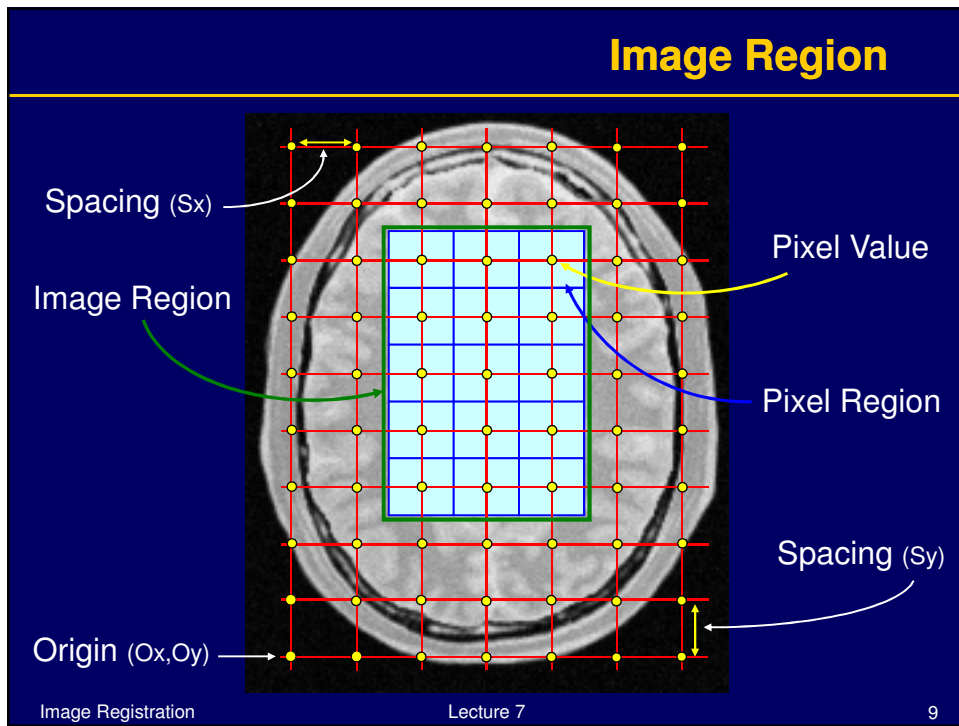 Image Region
Spacing (Sx)
Pixel Value
Image Region
Pixel Region
Spacing (Sy)
Origin (Ox,Oy)
Image Registration
Lecture 7
9